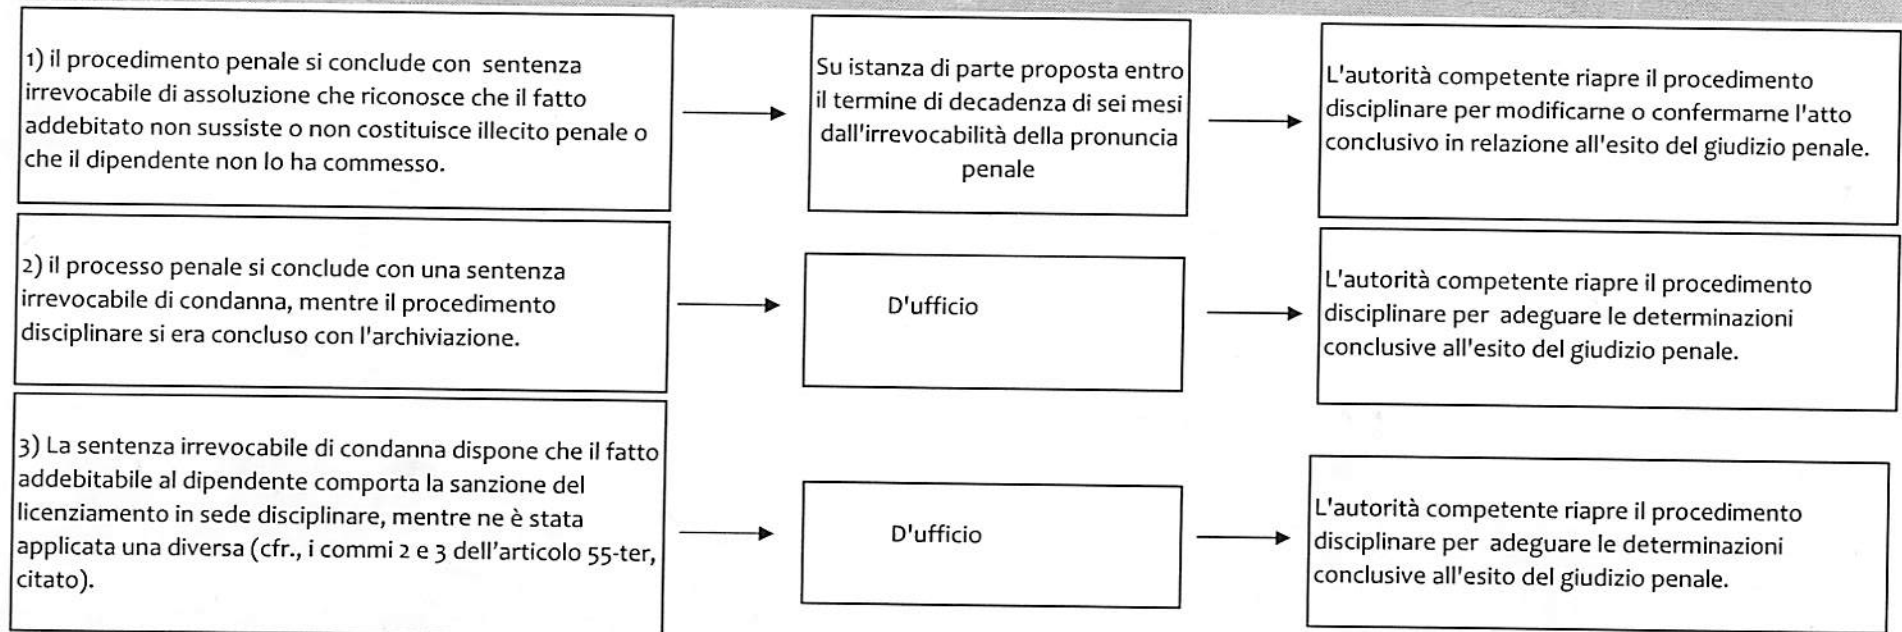 1) il procedimento penale si conclude con sentenza
irrevocabile di assoluzione che riconosce che il fatto
addebitato non sussiste o non costituisce illecito penale o
che il dipendente non lo ha commesso.
Su istanza di parte proposta entro
il termine di decadenza di sei mesi
dall'irrevocabilità della pronuncia
penale
L'autorità competente riapre il procedimento
disciplinare per modificarne o confermarne l'atto
conclusivo in relazione all'esito del giudizio penale.
2) il processo penale si conclude con una sentenza
irrevocabile di condanna, mentre il procedimento
disciplinare si era concluso con l'archiviazione.
D'ufficio
L'autorità competente riapre il procedimento
disciplinare per adeguare le determinazioni
conclusive all'esito del giudizio penale.
3) La sentenza irrevocabile di condanna dispone che il fatto
addebitabile al dipendente comporta la sanzione del
licenziamento in sede disciplinare, mentre ne è stata
applicata una diversa (cfr., i commi 2 e 3 dell'articolo 55-ter,
citato).
D'ufficio
L'autorità competente riapre il procedimento
disciplinare per adeguare le determinazioni
conclusive all'esito del giudizio penale.